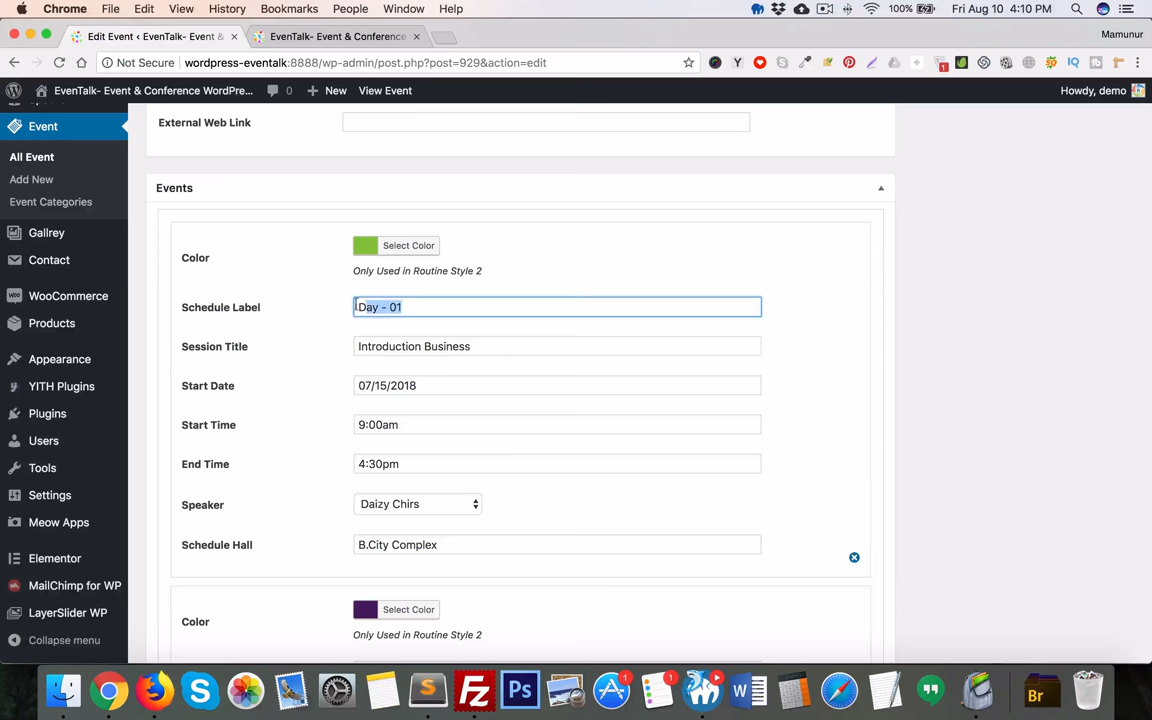 Chrome File Edit View History Bookmarks People Window Help 100% Fri Aug 10 4:10 PM
Edit Event ‹ EvenTalk- Event & × EvenTalk- Event & Conference × Mamunur
Not Secure wordpress-eventalk:8888/wp-admin/post.php?post=929&action=edit
EvenTalk- Event & Conference WordPre... 0 + New View Event Howdy, demo
External Web Link
Event
All Event
Add New
Event Categories
Gallrey
Contact
WooCommerce
Products
Appearance
YITH Plugins
Plugins
Users
Tools
Settings
Meow Apps
Elementor
MailChimp for WP
LayerSlider WP
Collapse menu
Events
Color Select Color
Only Used in Routine Style 2
Schedule Label Day - 01
Session Title Introduction Business
Start Date 07/15/2018
Start Time 9:00am
End Time 4:30pm
Speaker Daizy Chirs
Schedule Hall B.City Complex
Color Select Color
Only Used in Routine Style 2
Fz Ps W Br